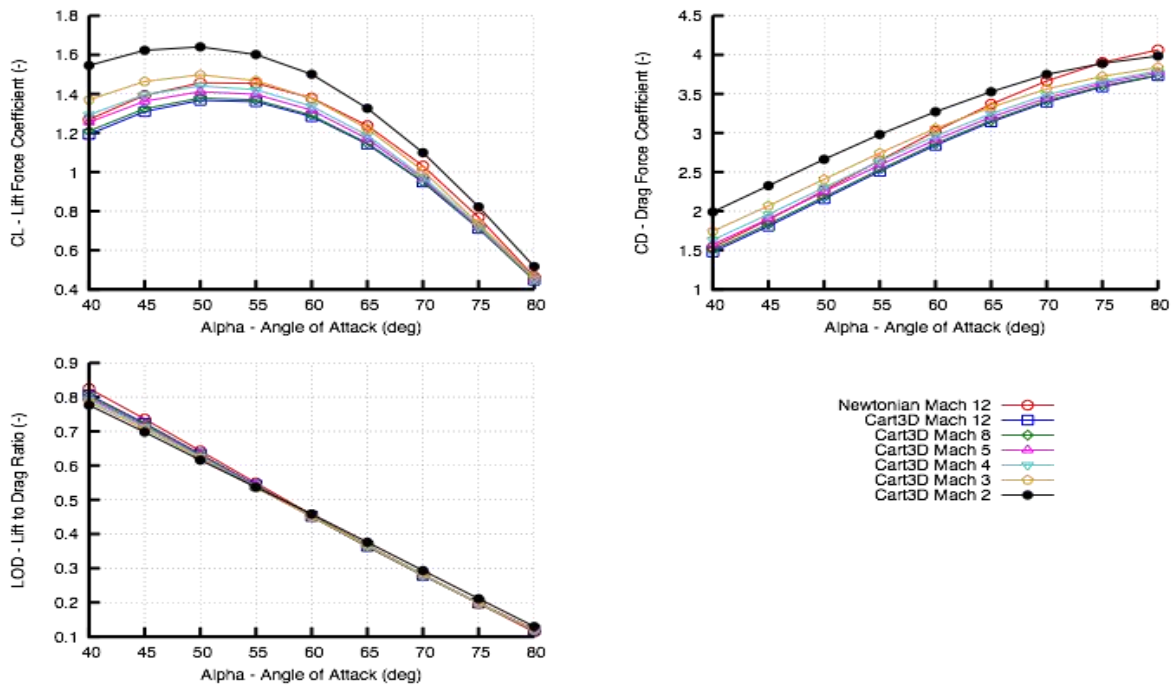 CL - Lift Force Coefficient (-)
1.8
1.6
1.4
1.2
1
0.8
0.6
0.4
40 45 50 55 60 65 70 75 80
Alpha - Angle of Attack (deg)
CD - Drag Force Coefficient (-)
4.5
4
3.5
3
2.5
2
1.5
1
40 45 50 55 60 65 70 75 80
Alpha - Angle of Attack (deg)
LOD - Lift to Drag Ratio (-)
0.9
0.8
0.7
0.6
0.5
0.4
0.3
0.2
0.1
40 45 50 55 60 65 70 75 80
Alpha - Angle of Attack (deg)
Newtonian Mach 12
Cart3D Mach 12
Cart3D Mach 8
Cart3D Mach 5
Cart3D Mach 4
Cart3D Mach 3
Cart3D Mach 2